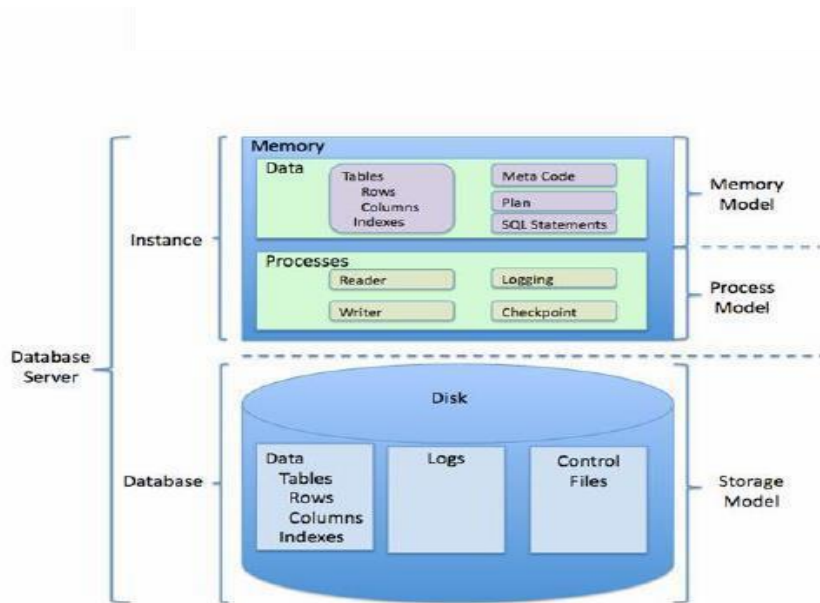 Memory
Data
Tables
Rows
Columns
Indexes
Meta Code
Plan
SQL Statements
Memory
Model
Instance
Processes
Reader
Logging
Writer
Checkpoint
Process
Model
Database
Server
Disk
Data
Tables
Rows
Columns
Indexes
Logs
Control
Files
Database
Storage
Model